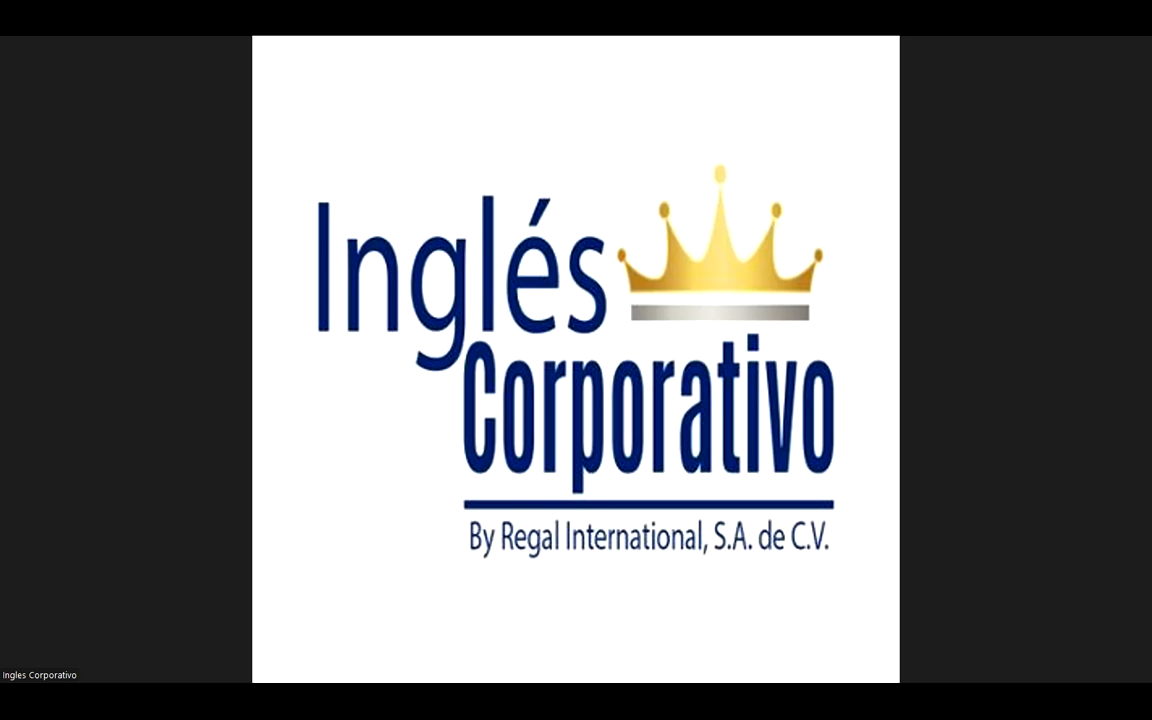 Inglés
Corporativo
By Regal International, S.A. de C.V.
Ingles Corporativo